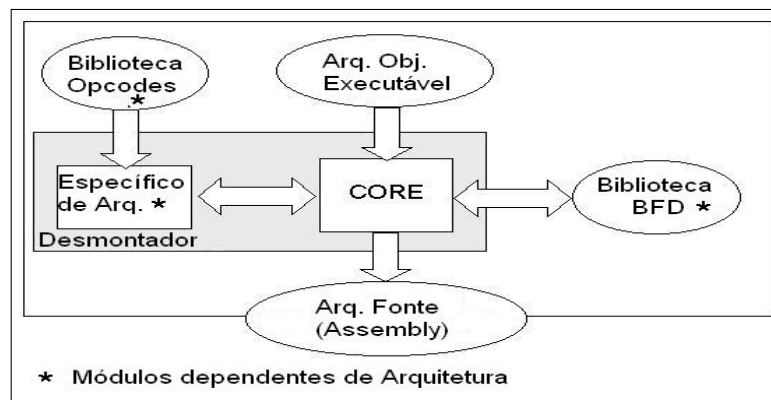 Biblioteca
Opcodes
.*
Arq. Obj.
Executável
Específico
de Arq. *
CORE
Biblioteca
BFD *
Desmontador
Arq. Fonte
(Assembly)
* Módulos dependentes de Arquitetura